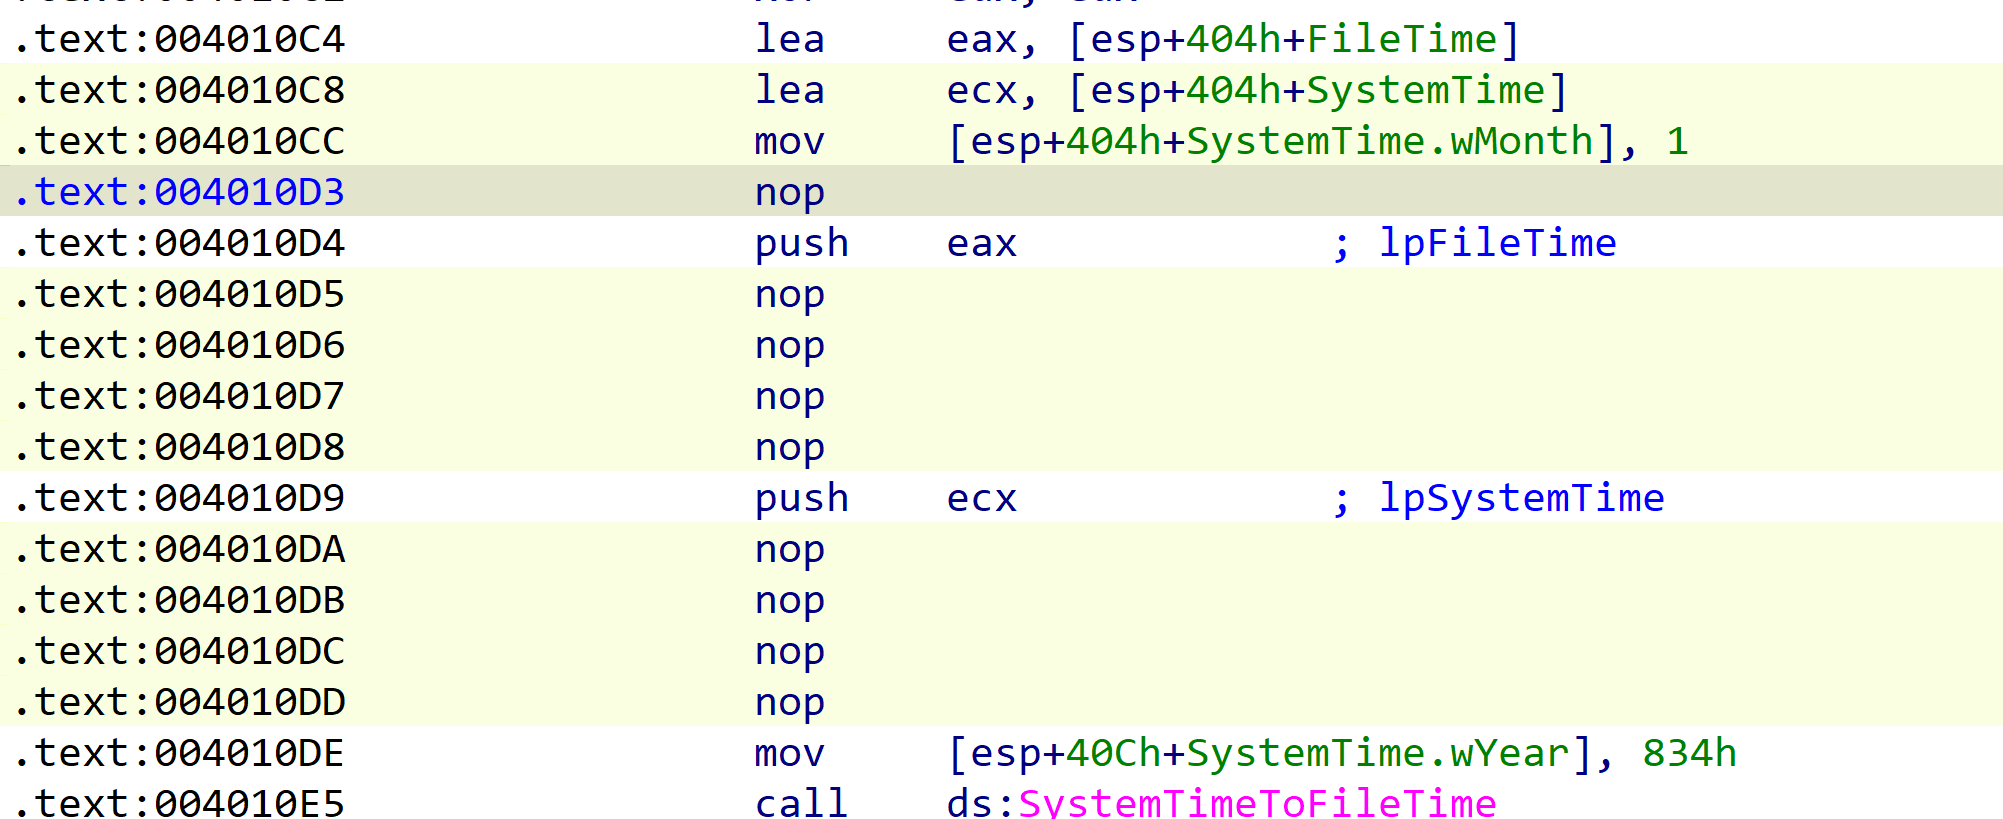 .text:004010C4 lea eax, [esp+404h+FileTime]
.text:004010C8 lea ecx, [esp+404h+SystemTime]
.text:004010CC mov [esp+404h+SystemTime.wMonth], 1
.text:004010D3 nop
.text:004010D4 push eax ; lpFileTime
.text:004010D5 nop
.text:004010D6 nop
.text:004010D7 nop
.text:004010D8 nop
.text:004010D9 push ecx ; lpSystemTime
.text:004010DA nop
.text:004010DB nop
.text:004010DC nop
.text:004010DD nop
.text:004010DE mov [esp+40Ch+SystemTime.wYear], 834h
.text:004010E5 call ds:SystemTimeToFileTime